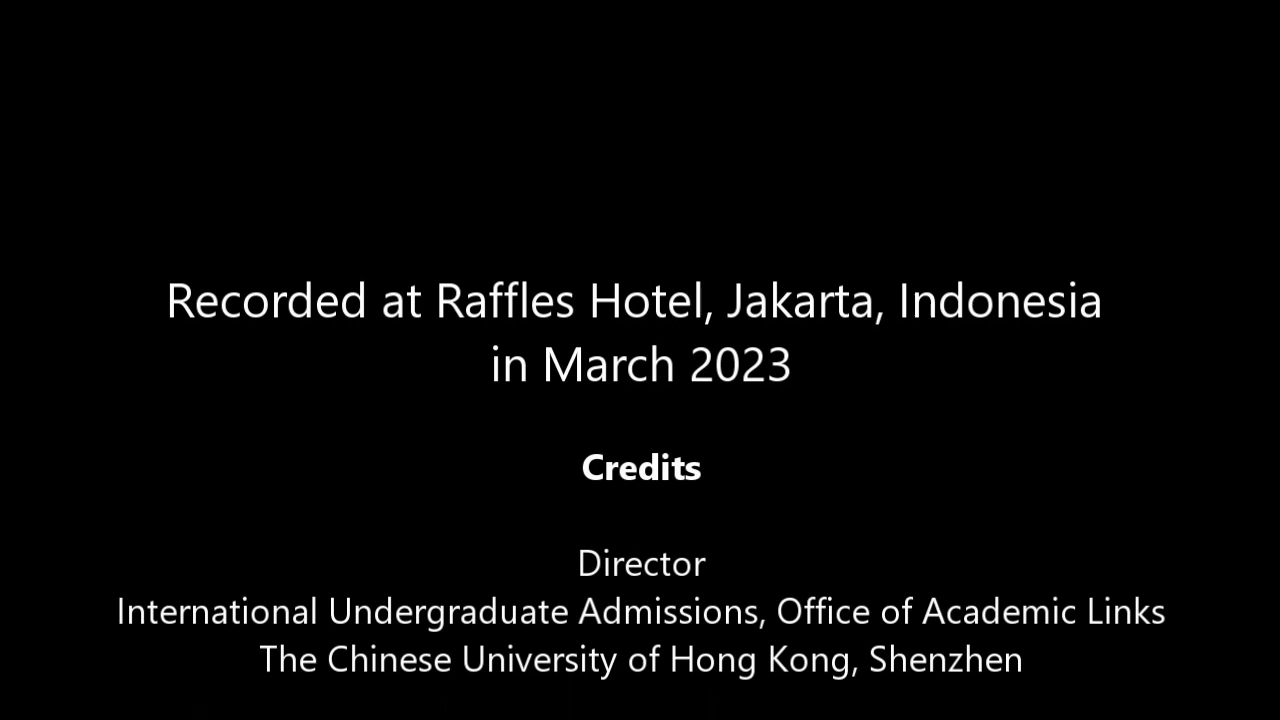 Recorded at Raffles Hotel, Jakarta, Indonesia
in March 2023
Credits
Director
International Undergraduate Admissions, Office of Academic Links
The Chinese University of Hong Kong, Shenzhen